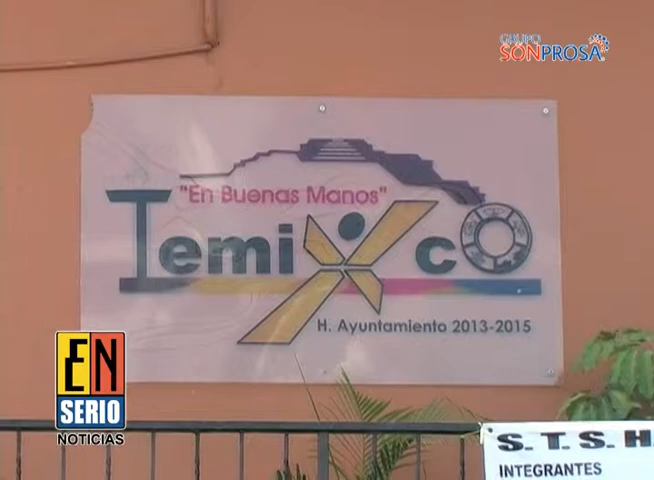 GRUPO
SONPROSA
"En Buenas Manos"
Temixco
H. Ayuntamiento 2013-2015
EN
SERIO
NOTICIAS
S. T. S. H.
INTEGRANTES